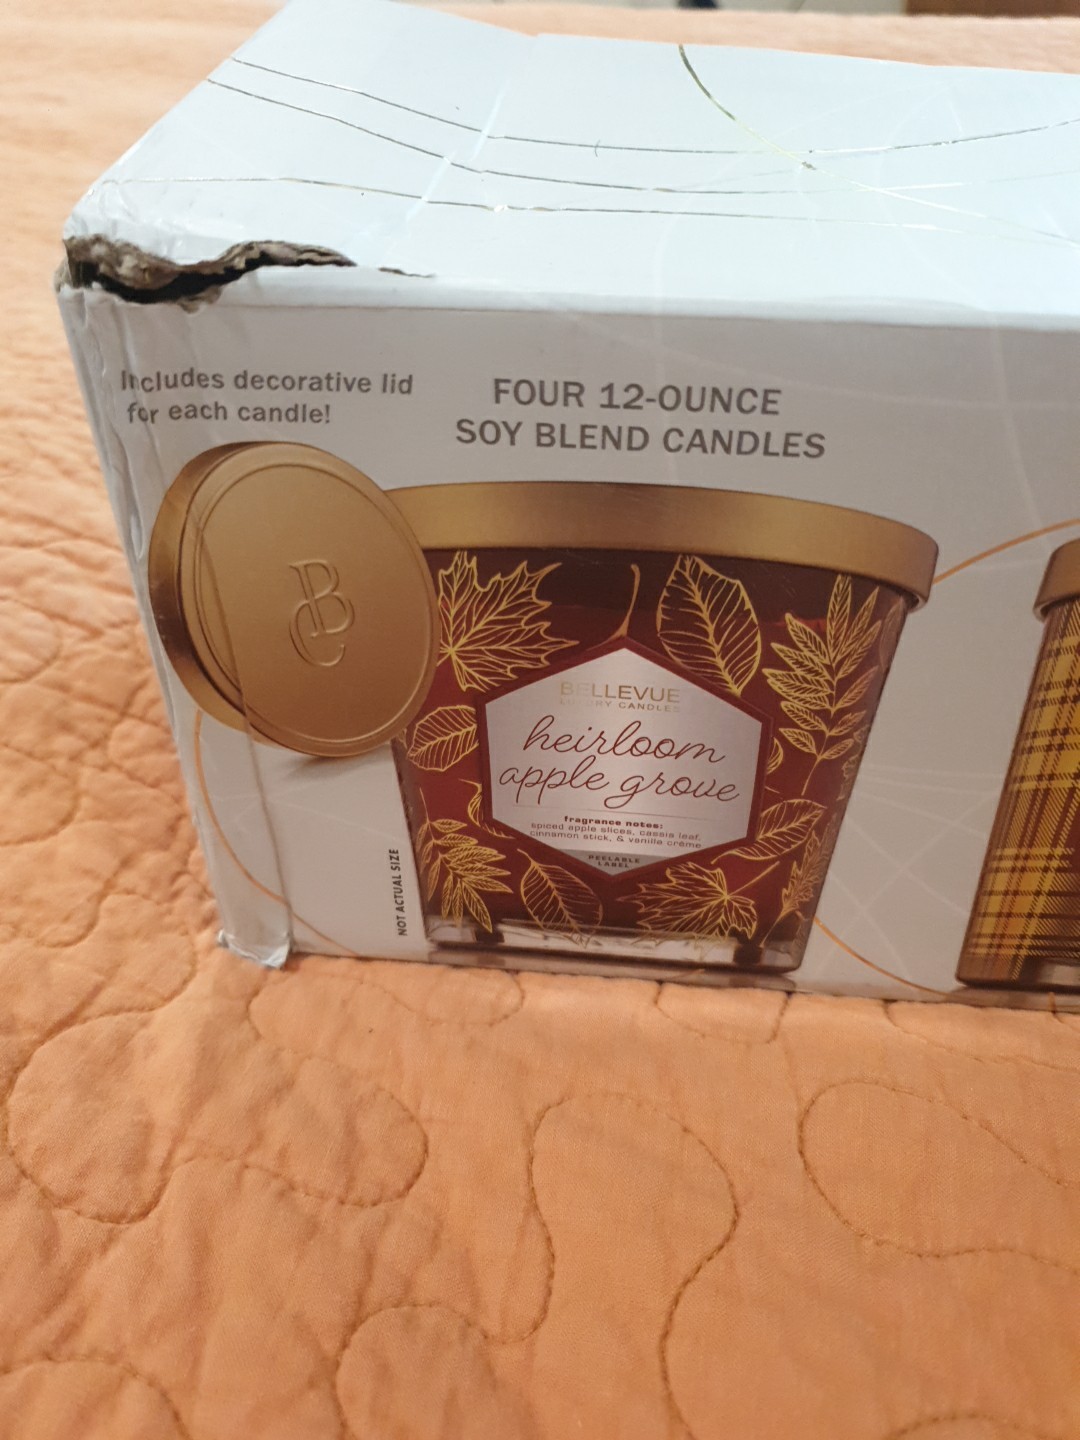 Includes decorative lid
for each candle!
FOUR 12-OUNCE
SOY BLEND CANDLES
BC
BELLEVUE
LUXURY CANDLES
heirloom
apple grove
fragrance notes:
spiced apple slices, cassia leaf,
cinnamon stick, & vanilla crème
PEELABLE
LABEL
NOT ACTUAL SIZE